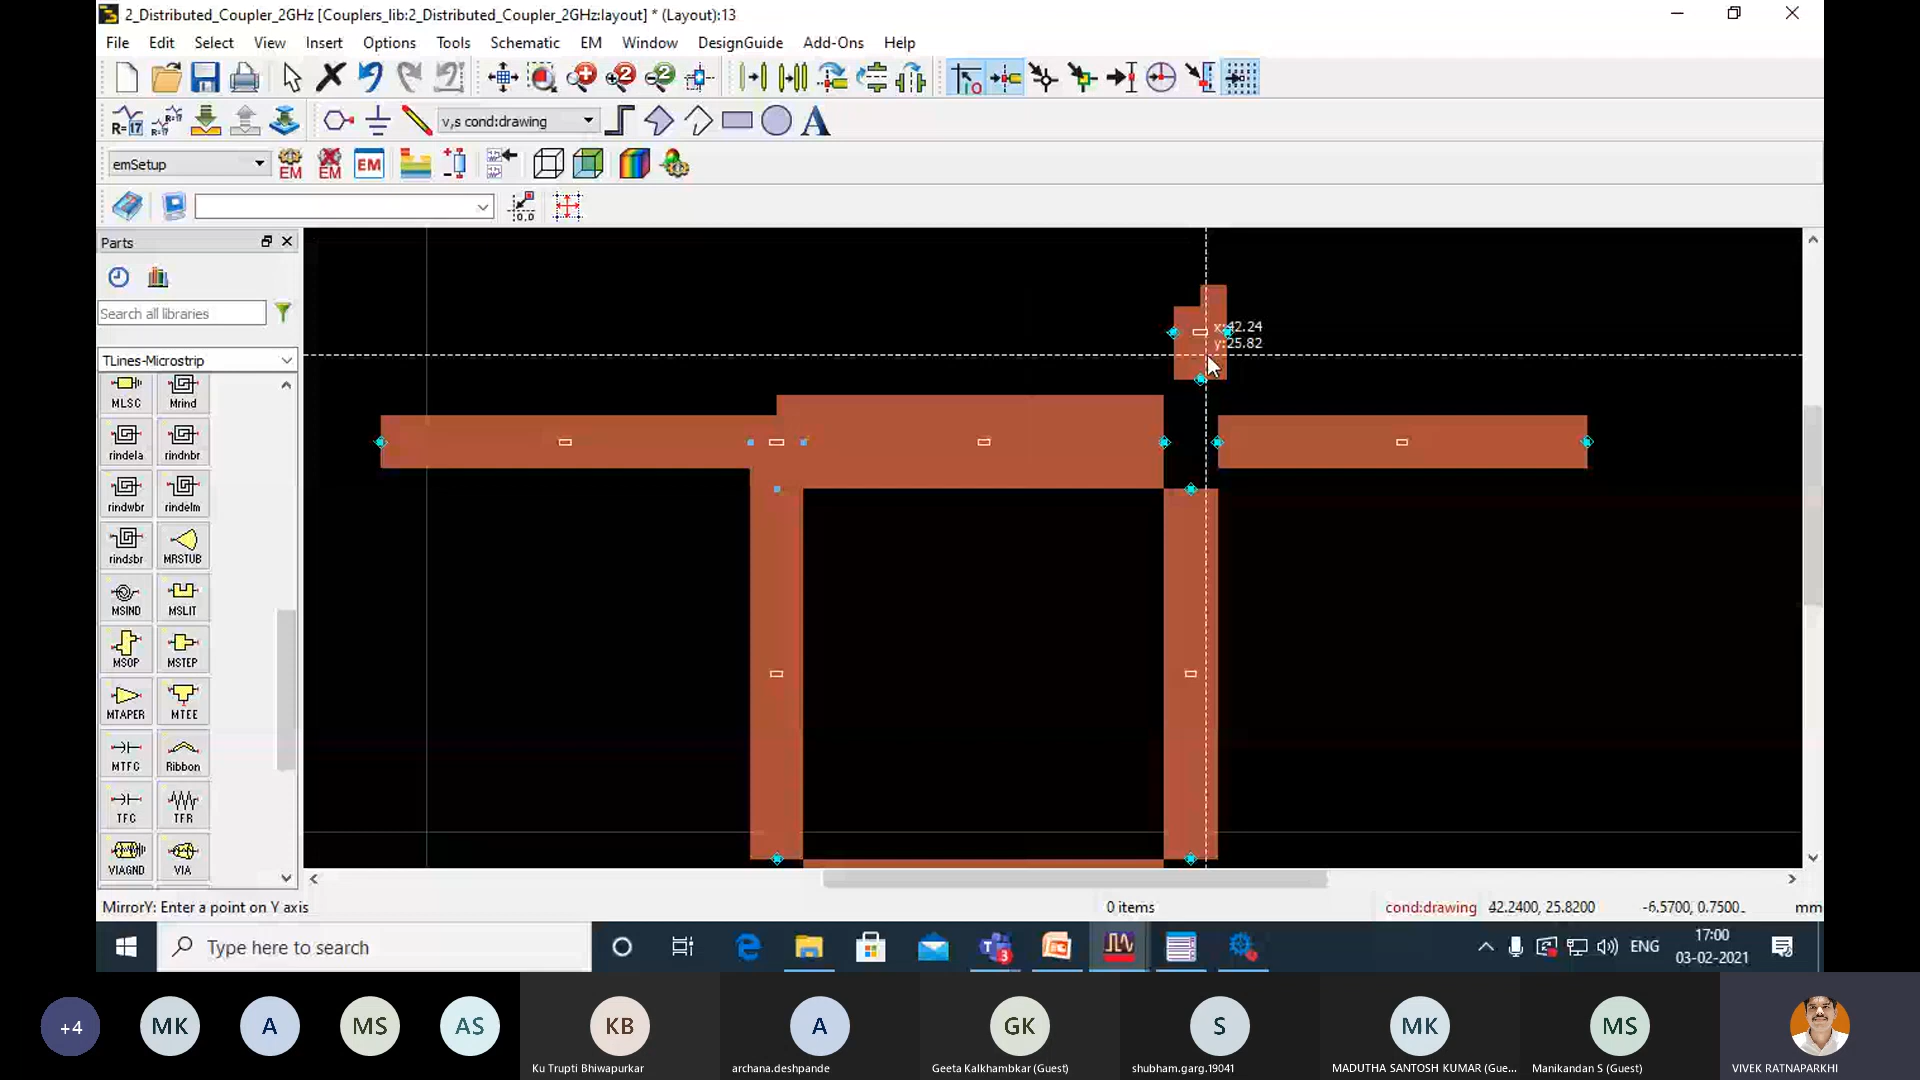 2_Distributed_Coupler_2GHz [Couplers_lib:2_Distributed_Coupler_2GHz:layout] * (Layout):13
File Edit Select View Insert Options Tools Schematic EM Window DesignGuide Add-Ons Help
v,s cond:drawing
emSetup
EM EM EM
Parts
Search all libraries
TLines-Microstrip
MLSC Mrind
rindela rindnbr
rindwbr rindelm
rindsbr MRSTUB
MSIND MSLIT
MSOP MSTEP
MTAPER MTEE
MTFC Ribbon
TFC TFR
VIAGND VIA
x:42.24
y:25.82
MirrorY: Enter a point on Y axis
0 items
cond:drawing 42.2400, 25.8200 -6.5700, 0.7500 mm
Type here to search
ENG
17:00
03-02-2021
+4 MK A MS AS KB A GK S MK MS
Ku Trupti Bhiwapurkar archana.deshpande Geeta Kalkhambkar (Guest) shubham.garg.19041 MADUTHA SANTOSH KUMAR (Gue... Manikandan S (Guest) VIVEK RATNAPARKHI